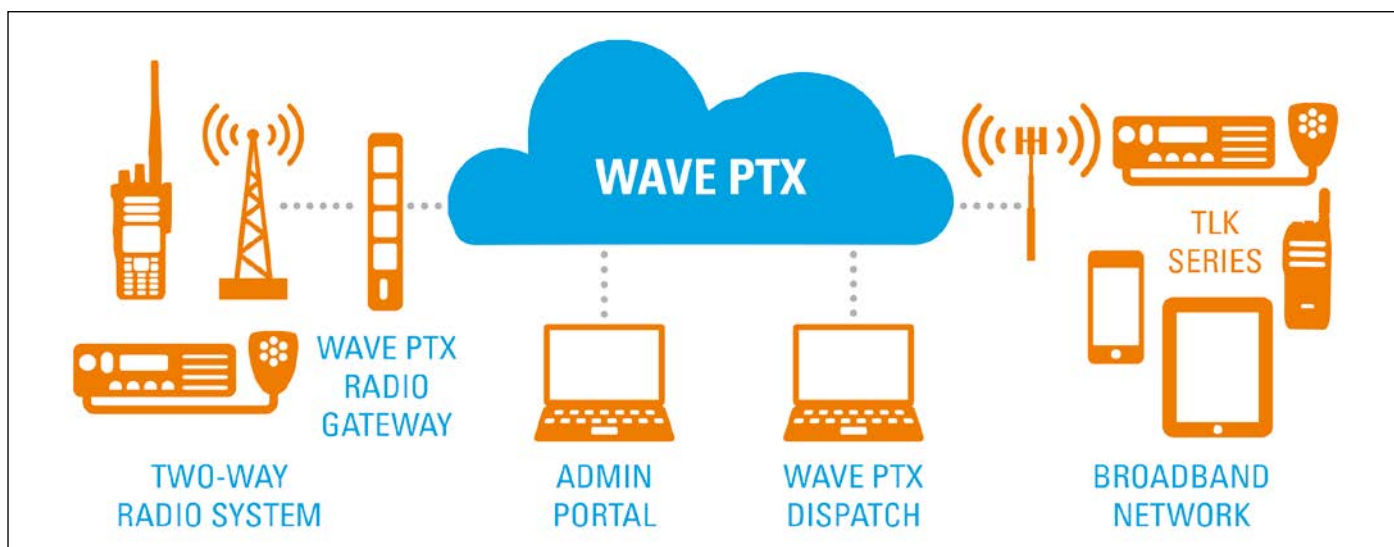 WAVE PTX
TLK
SERIES
WAVE PTX
RADIO
GATEWAY
TWO-WAY
RADIO SYSTEM
ADMIN
PORTAL
WAVE PTX
DISPATCH
BROADBAND
NETWORK